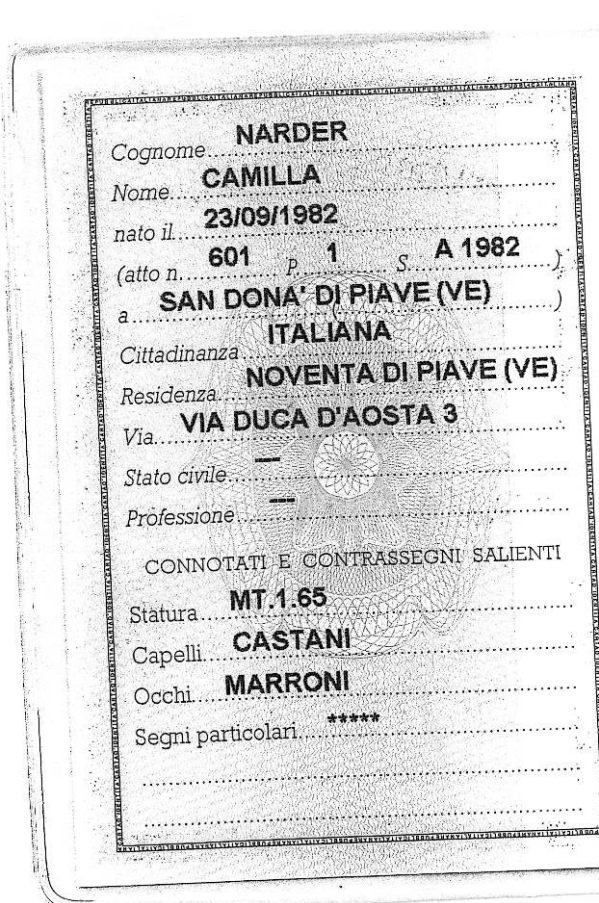 Cognome NARDER
Nome CAMILLA
nato il 23/09/1982
(atto n. 601 P. 1 S. A 1982 )
a SAN DONA' DI PIAVE (VE) )
Cittadinanza ITALIANA
Residenza NOVENTA DI PIAVE (VE)
Via VIA DUCA D'AOSTA 3
Stato civile ---
Professione ---
CONNOTATI E CONTRASSEGNI SALIENTI
Statura MT.1.65
Capelli CASTANI
Occhi MARRONI
Segni particolari *****